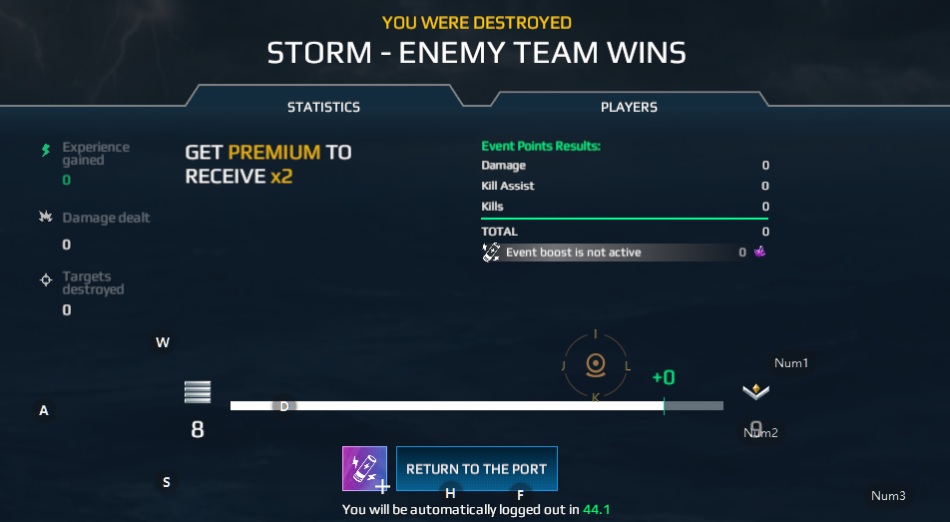 YOU WERE DESTROYED
STORM - ENEMY TEAM WINS
STATISTICS
PLAYERS
Experience
gained
0
Damage dealt
0
Targets
destroyed
0
GET PREMIUM TO
RECEIVE x2
Event Points Results:
Damage 0
Kill Assist 0
Kills 0
TOTAL 0
Event boost is not active 0
W
A
S
D
I
J
L
K
+0
Num1
8
9
Num2
RETURN TO THE PORT
H
F
Num3
You will be automatically logged out in 44.1